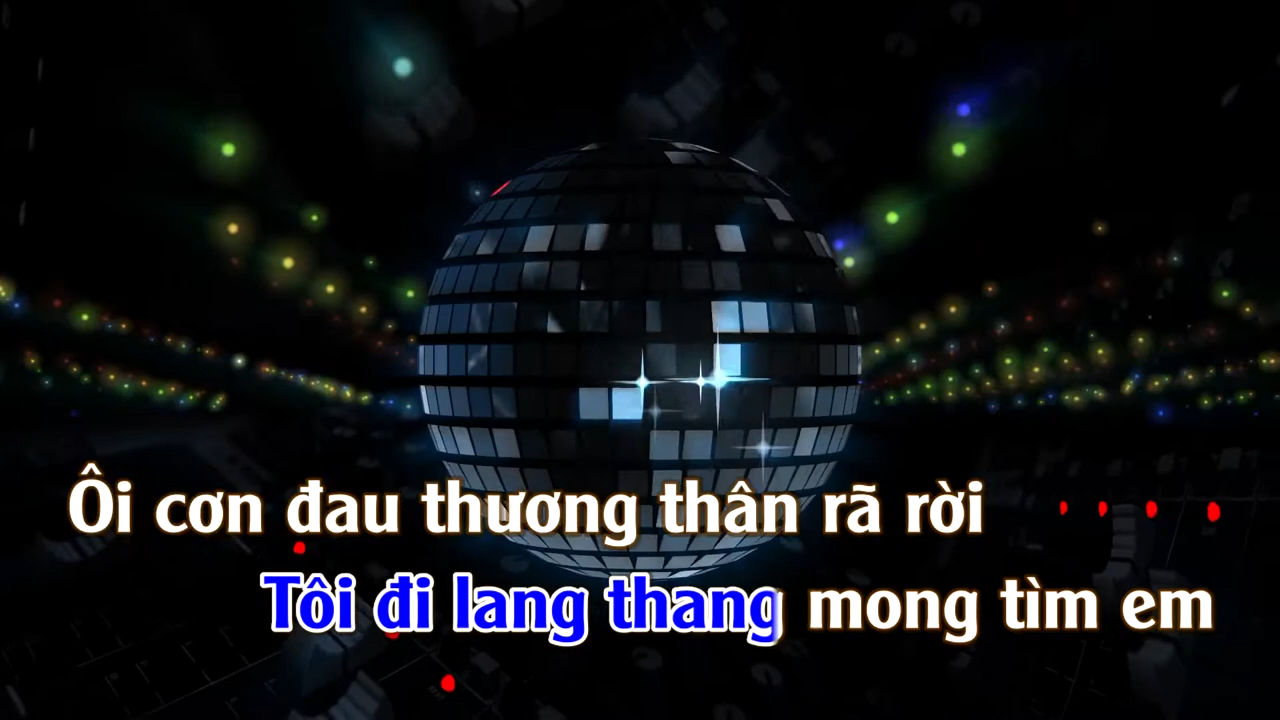 Ôi cơn đau thương thân rã rời
Tôi đi lang thang mong tìm em